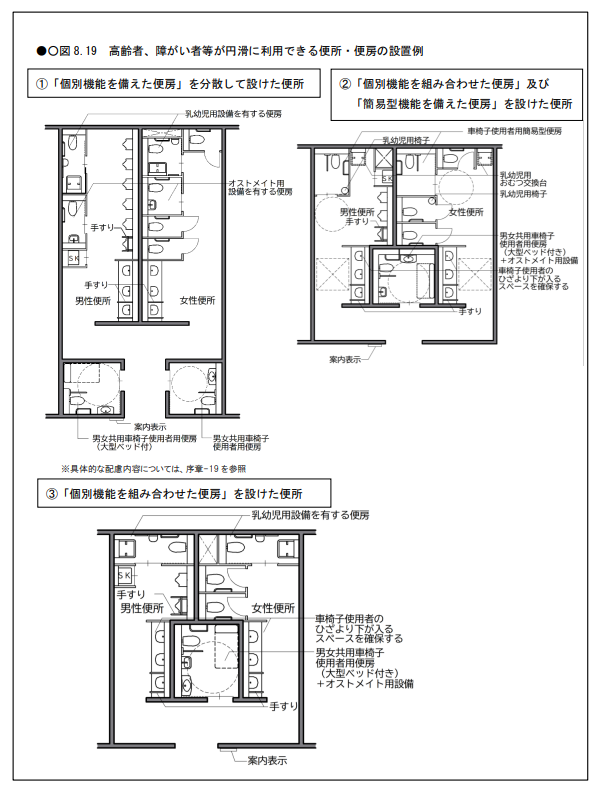 ●〇図 8.19 高齢者、障がい者等が円滑に利用できる便所・便房の設置例
①「個別機能を備えた便房」を分散して設けた便所
乳幼児用設備を有する便房
オストメイト用
設備を有する便房
手すり
SK
手すり
男性便所
女性便所
案内表示
男女共用車椅子使用者用便房
（大型ベッド付）
男女共用車椅子
使用者用便房
※具体的な配慮内容については、序章-19 を参照
②「個別機能を組み合わせた便房」及び
「簡易型機能を備えた便房」を設けた便所
車椅子使用者用簡易型便房
乳幼児用椅子
SK
乳幼児用
おむつ交換台
乳幼児用椅子
男性便所
手すり
女性便所
男女共用車椅子
使用者用便房
（大型ベッド付き）
＋オストメイト用設備
車椅子使用者の
ひざより下が入る
スペースを確保する
手すり
案内表示
③「個別機能を組み合わせた便房」を設けた便所
乳幼児用設備を有する便房
SK
手すり
男性便所
女性便所
車椅子使用者の
ひざより下が入る
スペースを確保する
男女共用車椅子
使用者用便房
（大型ベッド付き）
＋オストメイト用設備
手すり
案内表示